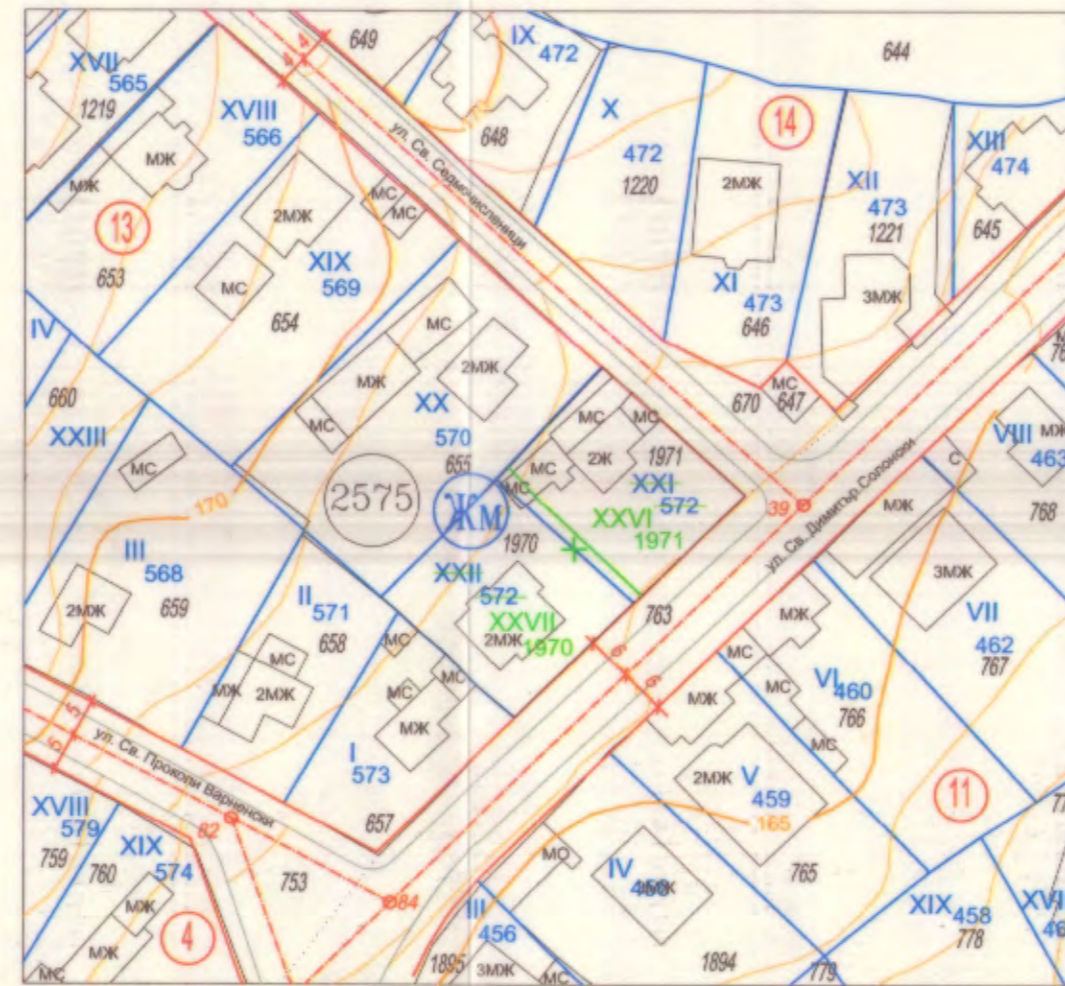 XVII
565
1219
XVIII
566
4
4
649
IX
472
648
X
472
1220
14
644
XIII
474
XII
473
1221
645
МЖ
МЖ
13
653
2МЖ
МС
МС
МС
XIX
569
654
ул. Св. Седмочисленици
2МЖ
XI
473
646
3МЖ
МС
647
670
IV
660
XXIII
МС
МЖ
МС
МС
2МЖ
XX
570
655
МС
МС
2Ж
МС
МС
1971
XXI
572
XXVI
1971
39
ул. Св. Димитър Солунски
С
МЖ
VIII
463
768
МЖ
170
2575
Жм
1970
XXII
572
XXVII
1970
2МЖ
763
6
6
III
568
659
2МЖ
II
571
658
МС
МЖ
2МЖ
МС
МС
МС
МЖ
I
573
657
3МЖ
VII
462
767
МЖ
МС
МС
МС
МЖ
VI
460
766
2МЖ
V
459
165
765
11
5
5
ул. Св. Прокопи Варненски
82
84
753
XVIII
579
759
760
XIX
574
МЖ
МЖ
МС
4
МО
IV
III
456
1895
3МЖ
МС
1894
779
XIX
458
778